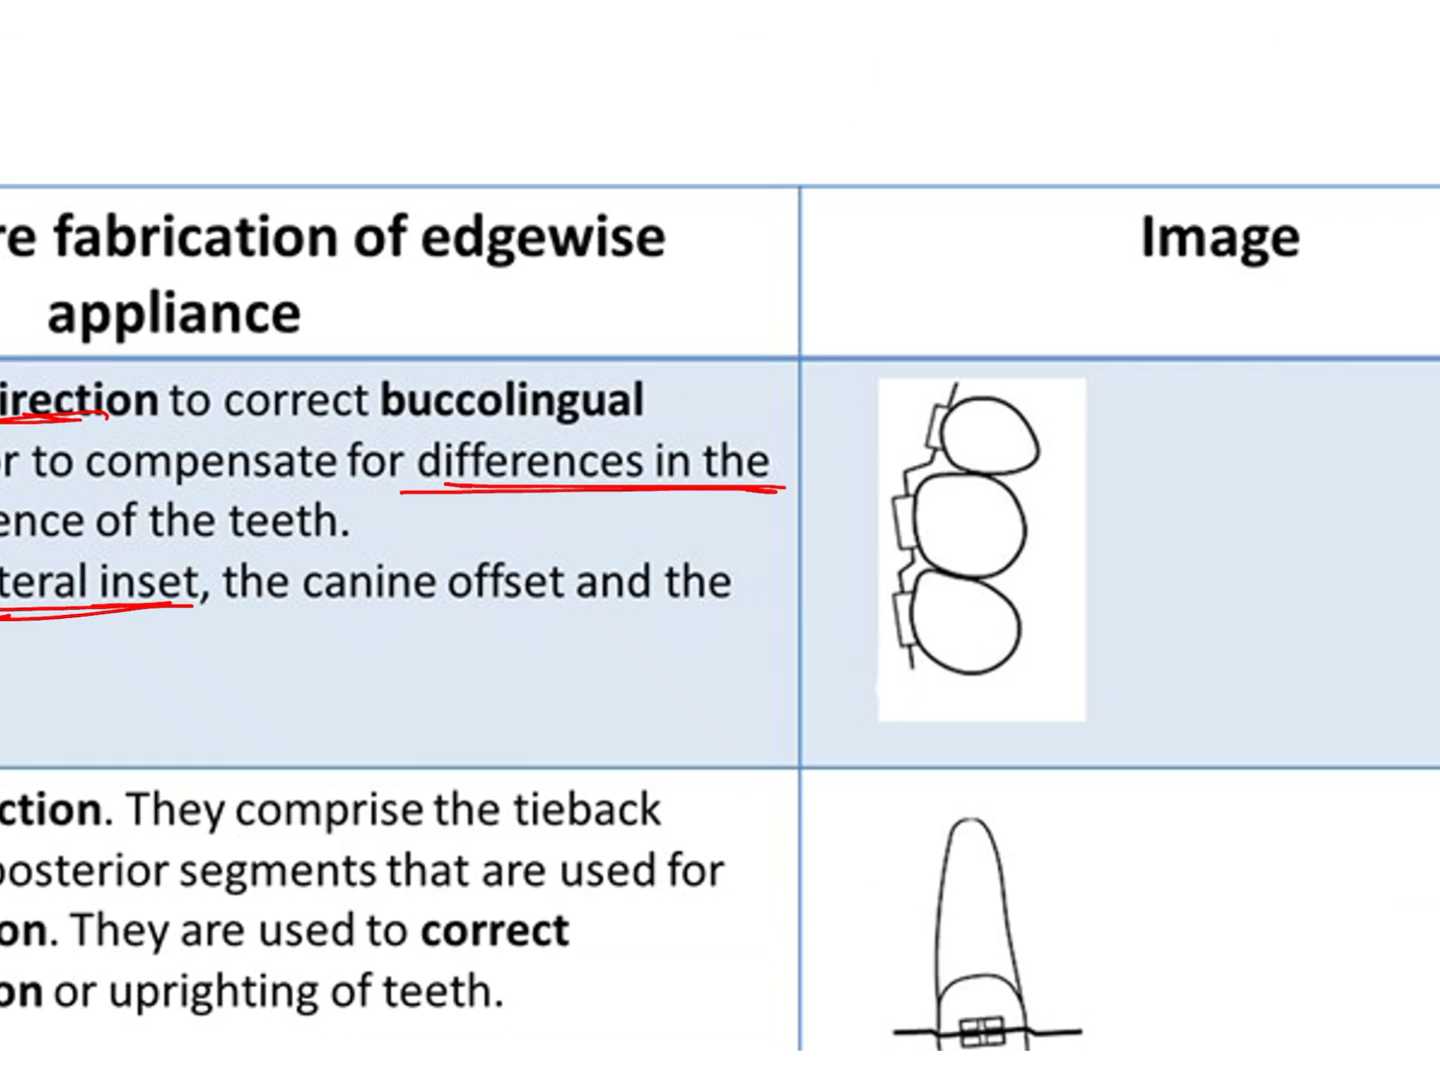 re fabrication of edgewise
appliance
Image
irection to correct buccolingual
r to compensate for differences in the
ence of the teeth.
teral inset, the canine offset and the
ction. They comprise the tieback
posterior segments that are used for
on. They are used to correct
on or uprighting of teeth.